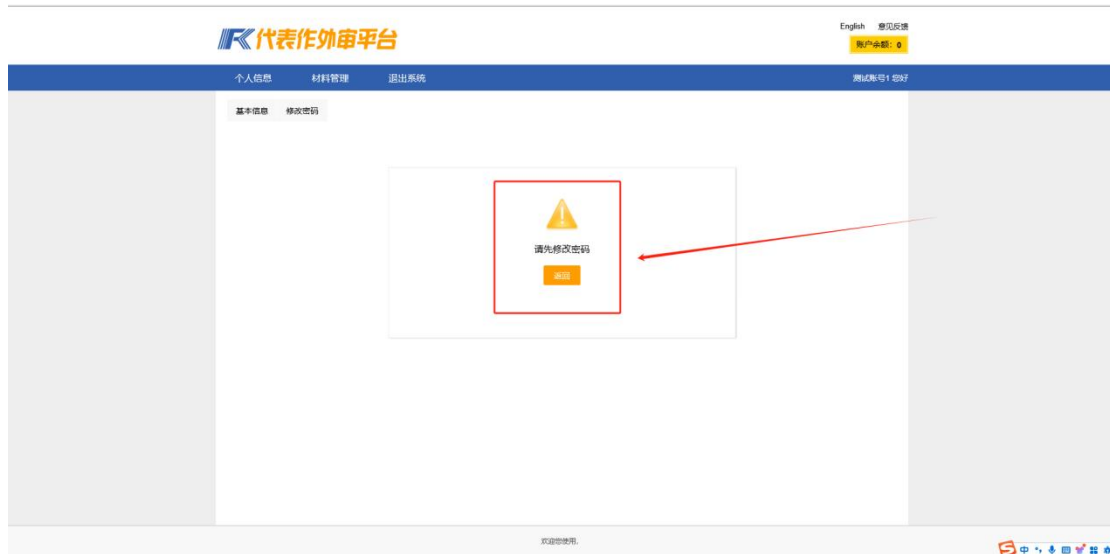 代表作外审平台
English 意见反馈
账户余额：0
个人信息 材料管理 退出系统 测试账号1 您好
基本信息 修改密码
请先修改密码
返回
欢迎您使用.
中